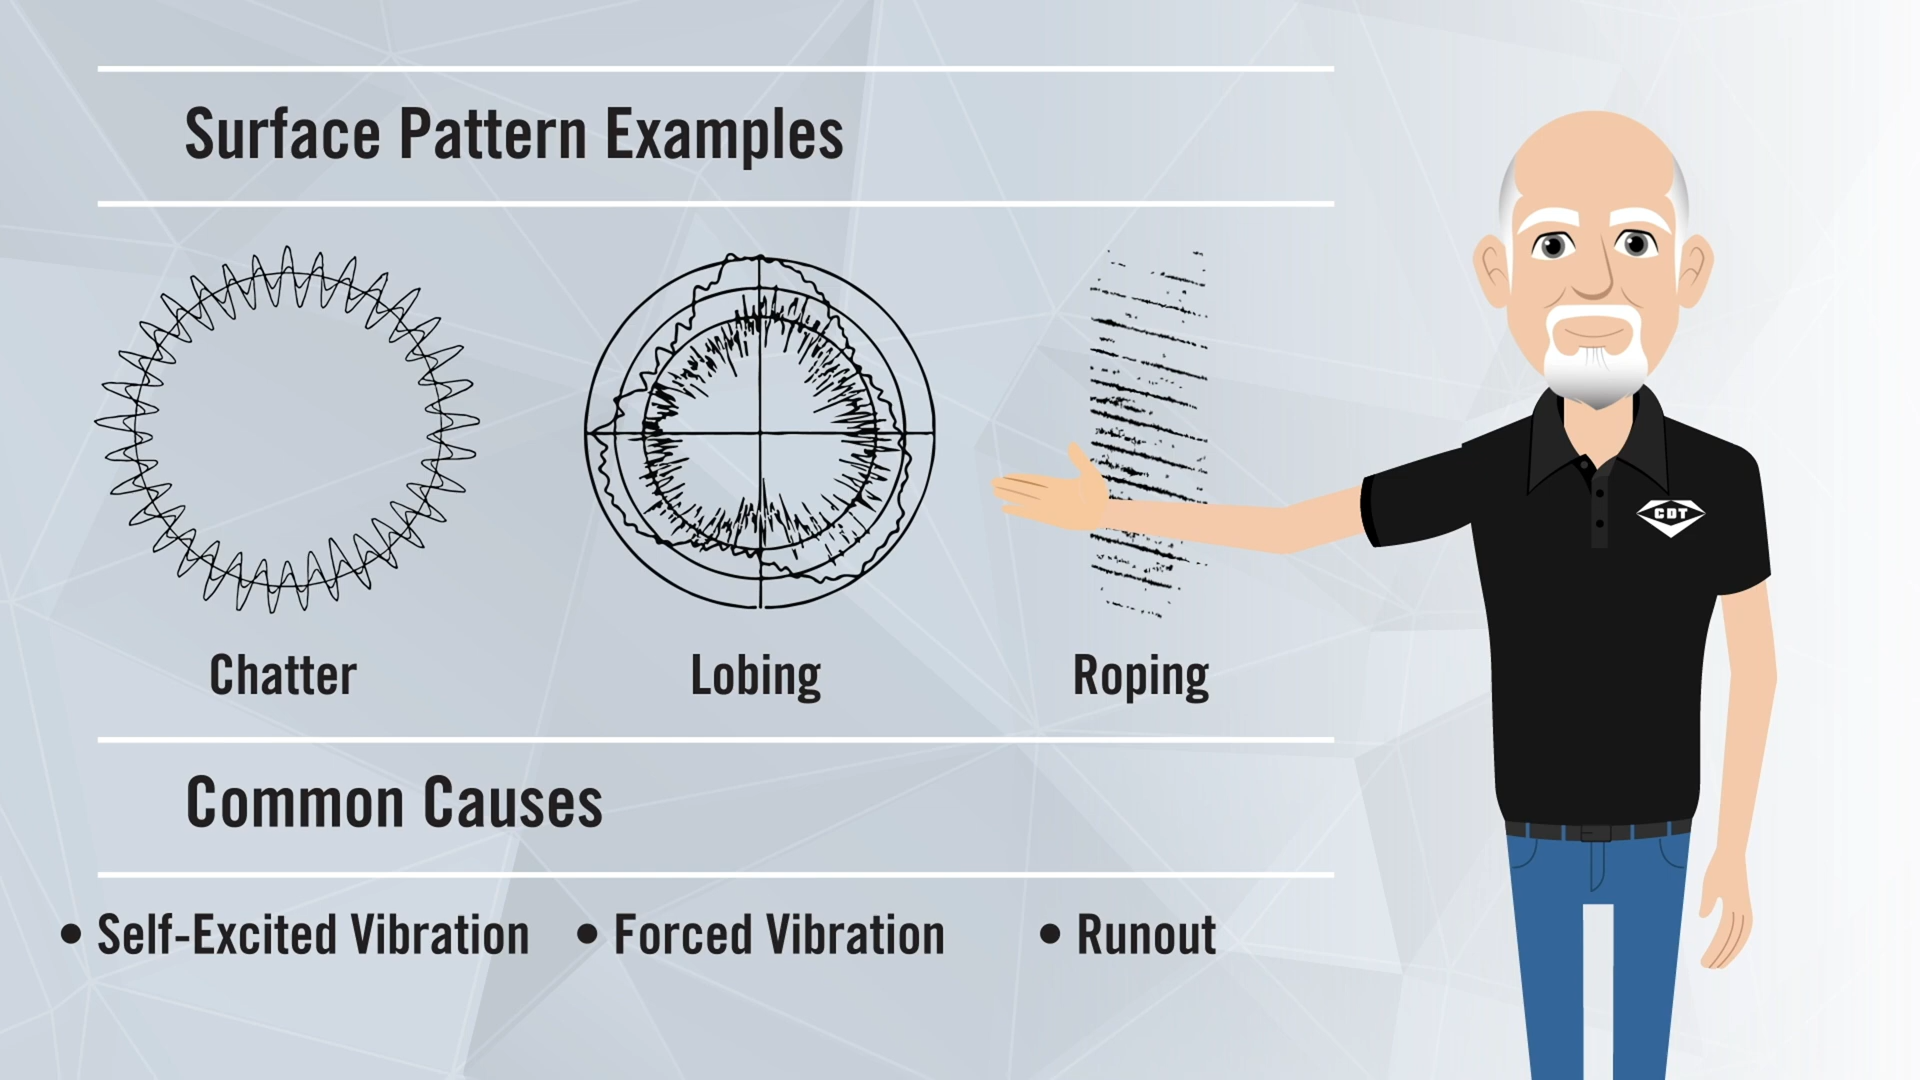 Surface Pattern Examples
Chatter
Lobing
Roping
Common Causes
• Self-Excited Vibration
• Forced Vibration
• Runout
CDT